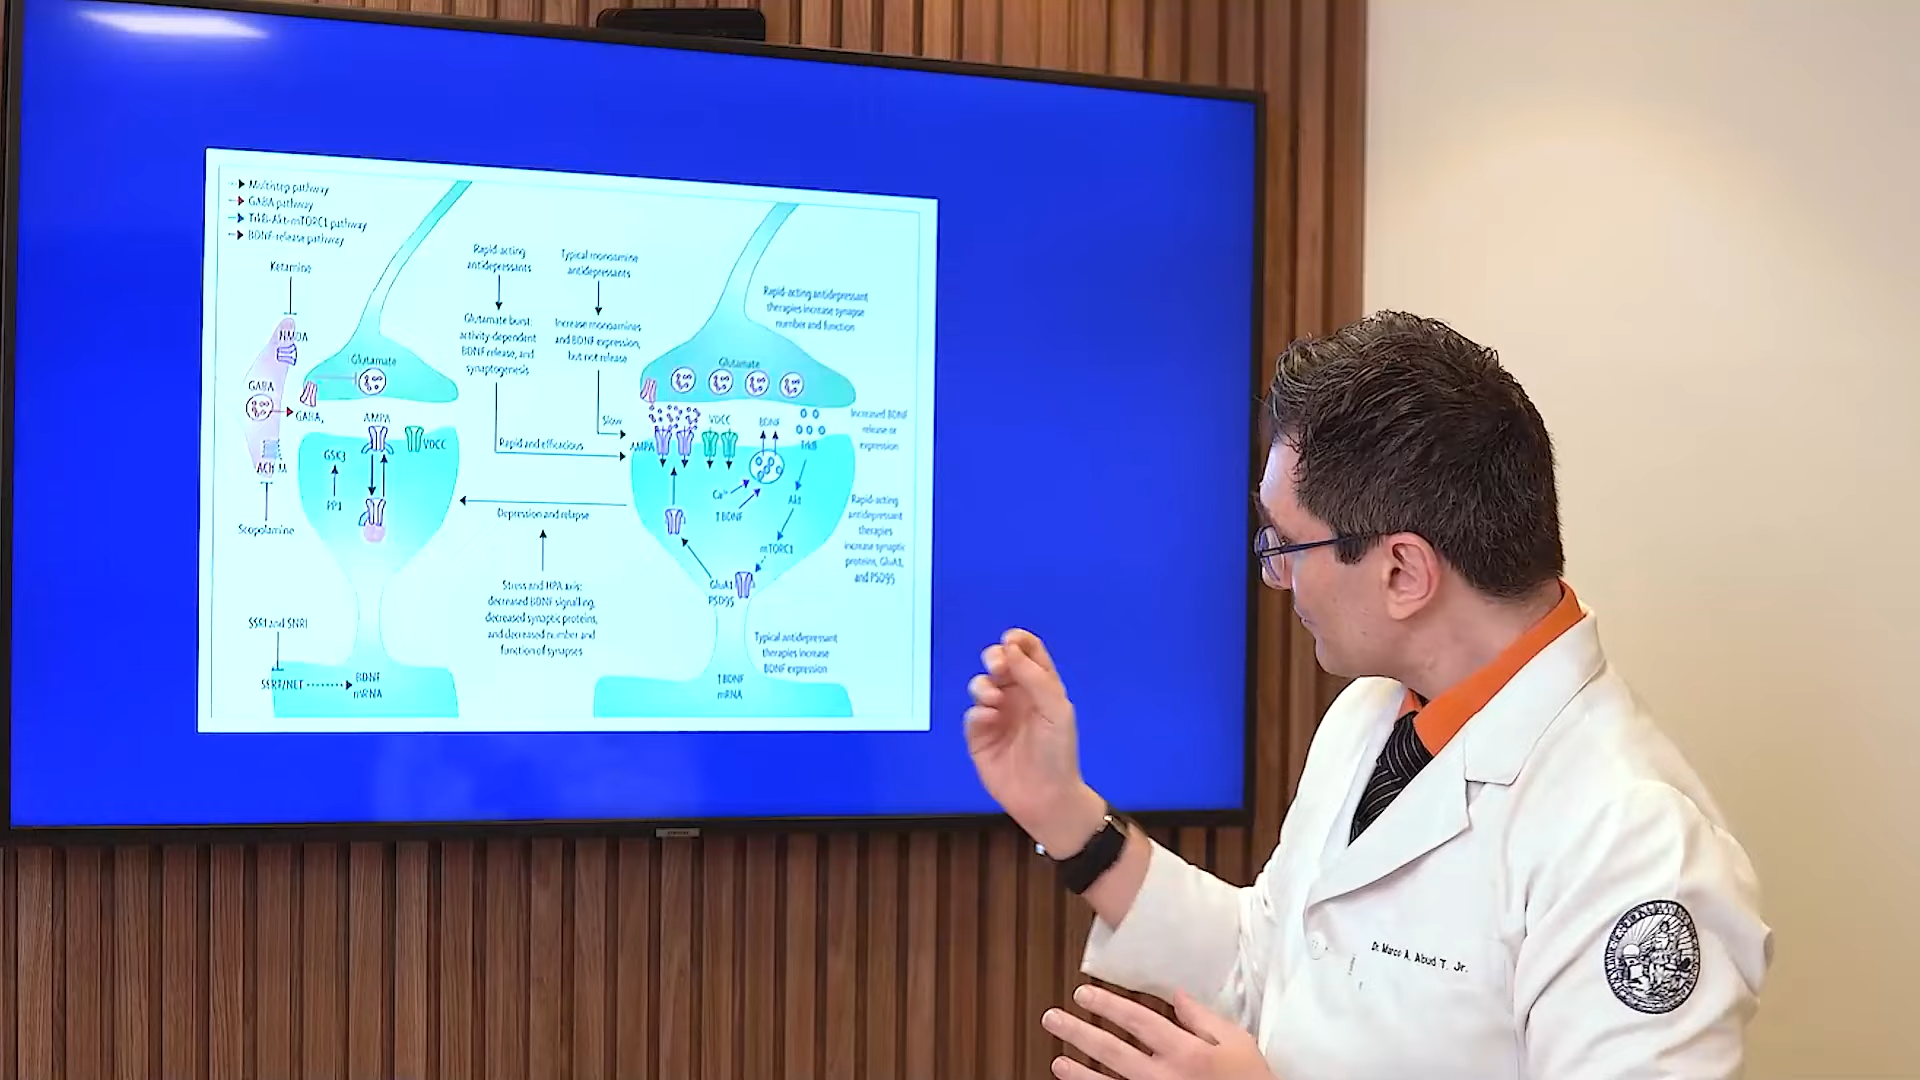 Multistep pathway
GABA pathway
TrkB-Akt-mTORC1 pathway
BDNF-release pathway
Ketamine
NMDA
Glutamate
GABA
GABA
AMPA
VDCC
GSK3
PP1
ACh M
Scopolamine
SSRI and SNRI
SERT/NET
BDNF
mRNA
Rapid-acting
antidepressants
Glutamate burst:
activity-dependent
BDNF release, and
synaptogenesis
Typical monoamine
antidepressants
Increase monoamines
and BDNF expression,
but not release
Slow
Rapid and efficacious
Depression and relapse
Stress and HPA axis:
decreased BDNF signalling,
decreased synaptic proteins,
and decreased number and
function of synapses
Rapid-acting antidepressant
therapies increase synapse
number and function
Glutamate
AMPA
VDCC
BDNF
TrkB
Increased BDNF
release or
expression
Ca²⁺
↑BDNF
Akt
mTORC1
GluA1
PSD95
Rapid-acting
antidepressant
therapies
increase synaptic
proteins, GluA1,
and PSD95
Typical antidepressant
therapies increase
BDNF expression
↑BDNF
mRNA
Dr. Marco A. Abud T. Jr.